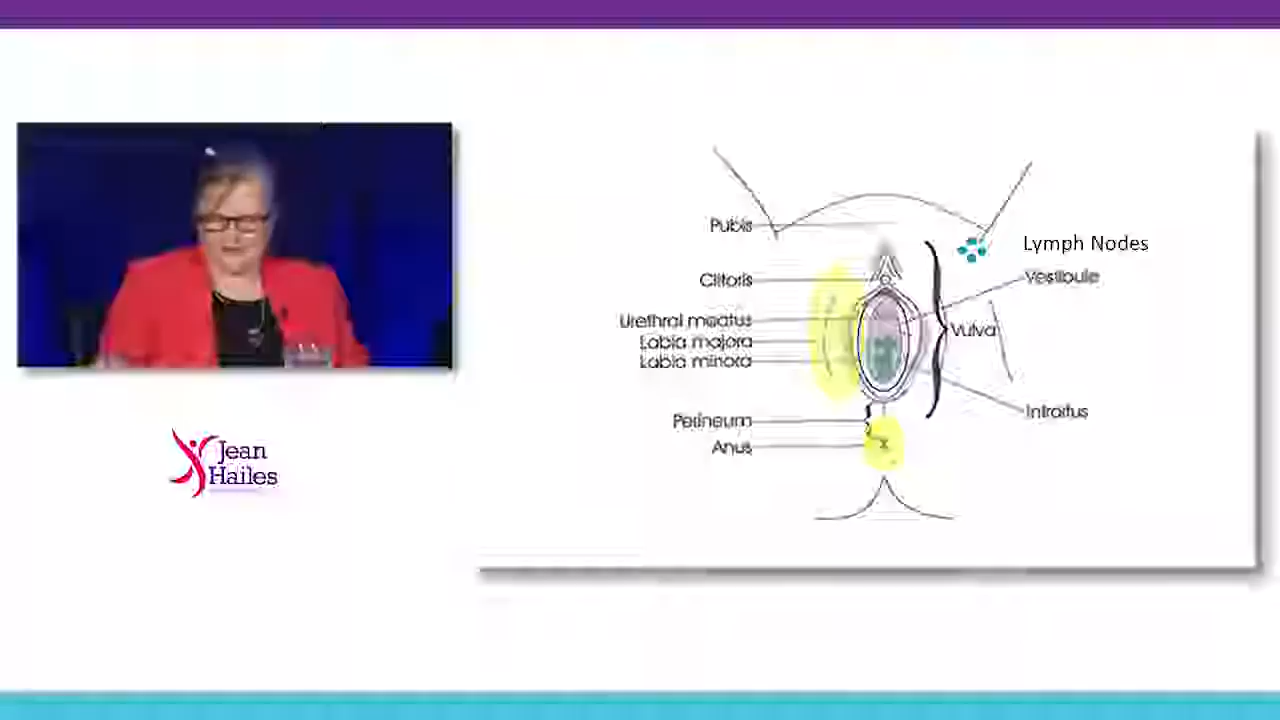 Pubis
Lymph Nodes
Clitoris
Vestibule
Urethral meatus
Vulva
Labia majora
Labia minora
Introitus
Perineum
Anus
Jean
Hailes